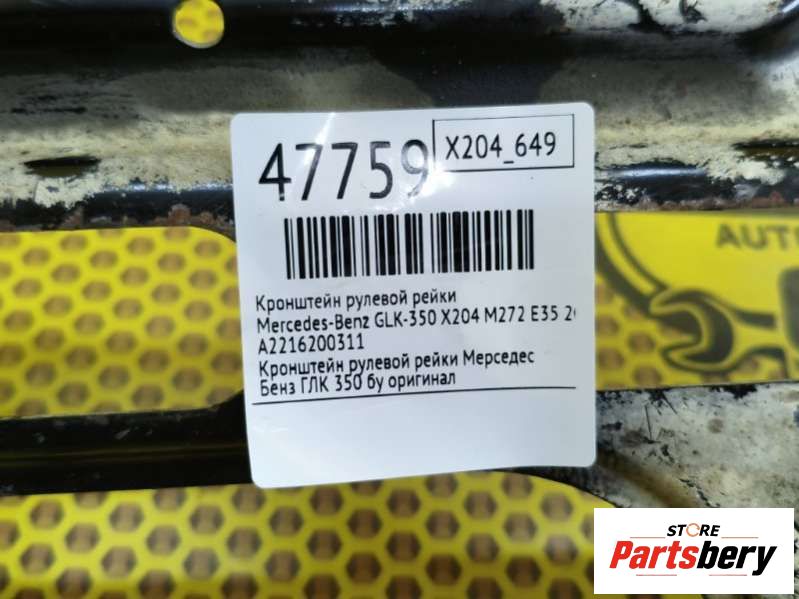 47759
X204_649
Кронштейн рулевой рейки
Mercedes-Benz GLK-350 X204 M272 E35
A2216200311
Кронштейн рулевой рейки Мерседес
Бенз ГЛК 350 бу оригинал
AUTO
STORE
Partsbery